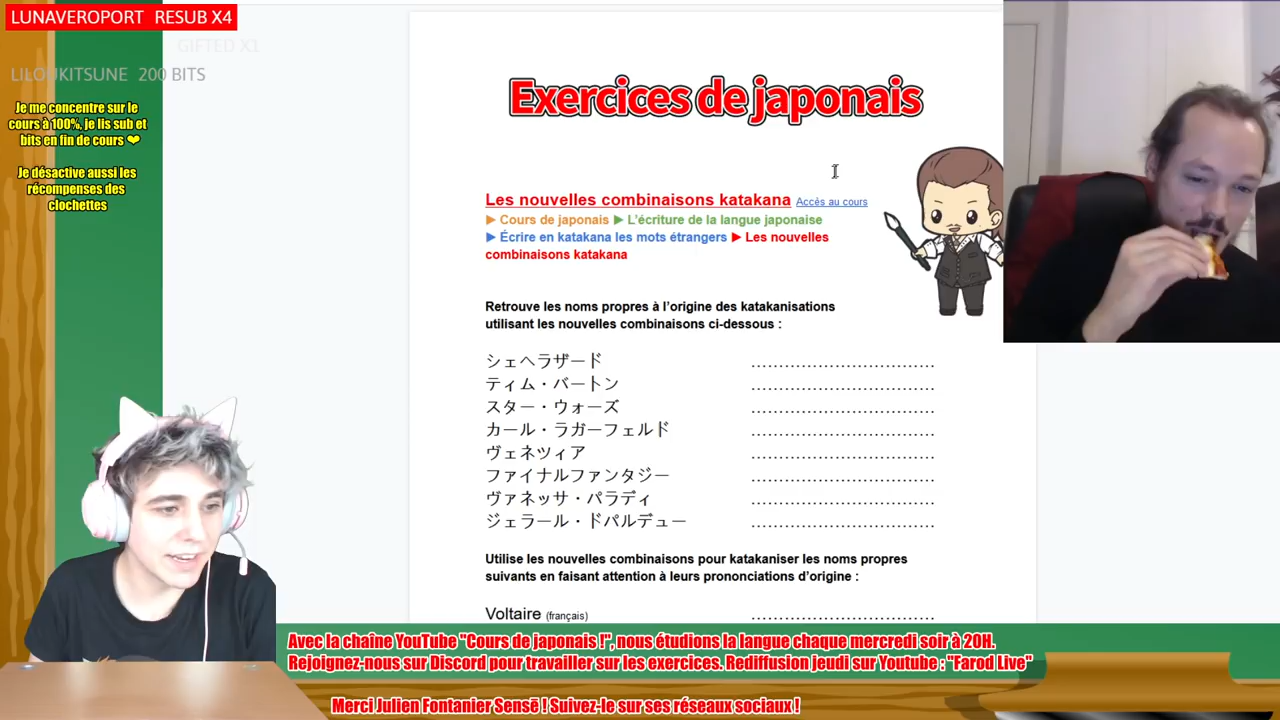 LUNAVEROPORT RESUB X4
GIFTED X1
LILOUKITSUNE 200 BITS
Je me concentre sur le
cours à 100%, je lis sub et
bits en fin de cours ❤
Je désactive aussi les
récompenses des
clochettes
Exercices de japonais
Les nouvelles combinaisons katakana Accès au cours
▶ Cours de japonais ▶ L'écriture de la langue japonaise
▶ Écrire en katakana les mots étrangers ▶ Les nouvelles
combinaisons katakana
Retrouve les noms propres à l'origine des katakanisations
utilisant les nouvelles combinaisons ci-dessous :
シェヘラザード ……………………………
ティム・バートン ……………………………
スター・ウォーズ ……………………………
カール・ラガーフェルド ……………………………
ヴェネツィア ……………………………
ファイナルファンタジー ……………………………
ヴァネッサ・パラディ ……………………………
ジェラール・ドパルデュー ……………………………
Utilise les nouvelles combinaisons pour katakaniser les noms propres
suivants en faisant attention à leurs prononciations d'origine :
Voltaire (français) ……………………………
Avec la chaîne YouTube "Cours de japonais !", nous étudions la langue chaque mercredi soir à 20H.
Rejoignez-nous sur Discord pour travailler sur les exercices. Rediffusion jeudi sur Youtube : "Farod Live"
Merci Julien Fontanier Sensē ! Suivez-le sur ses réseaux sociaux !